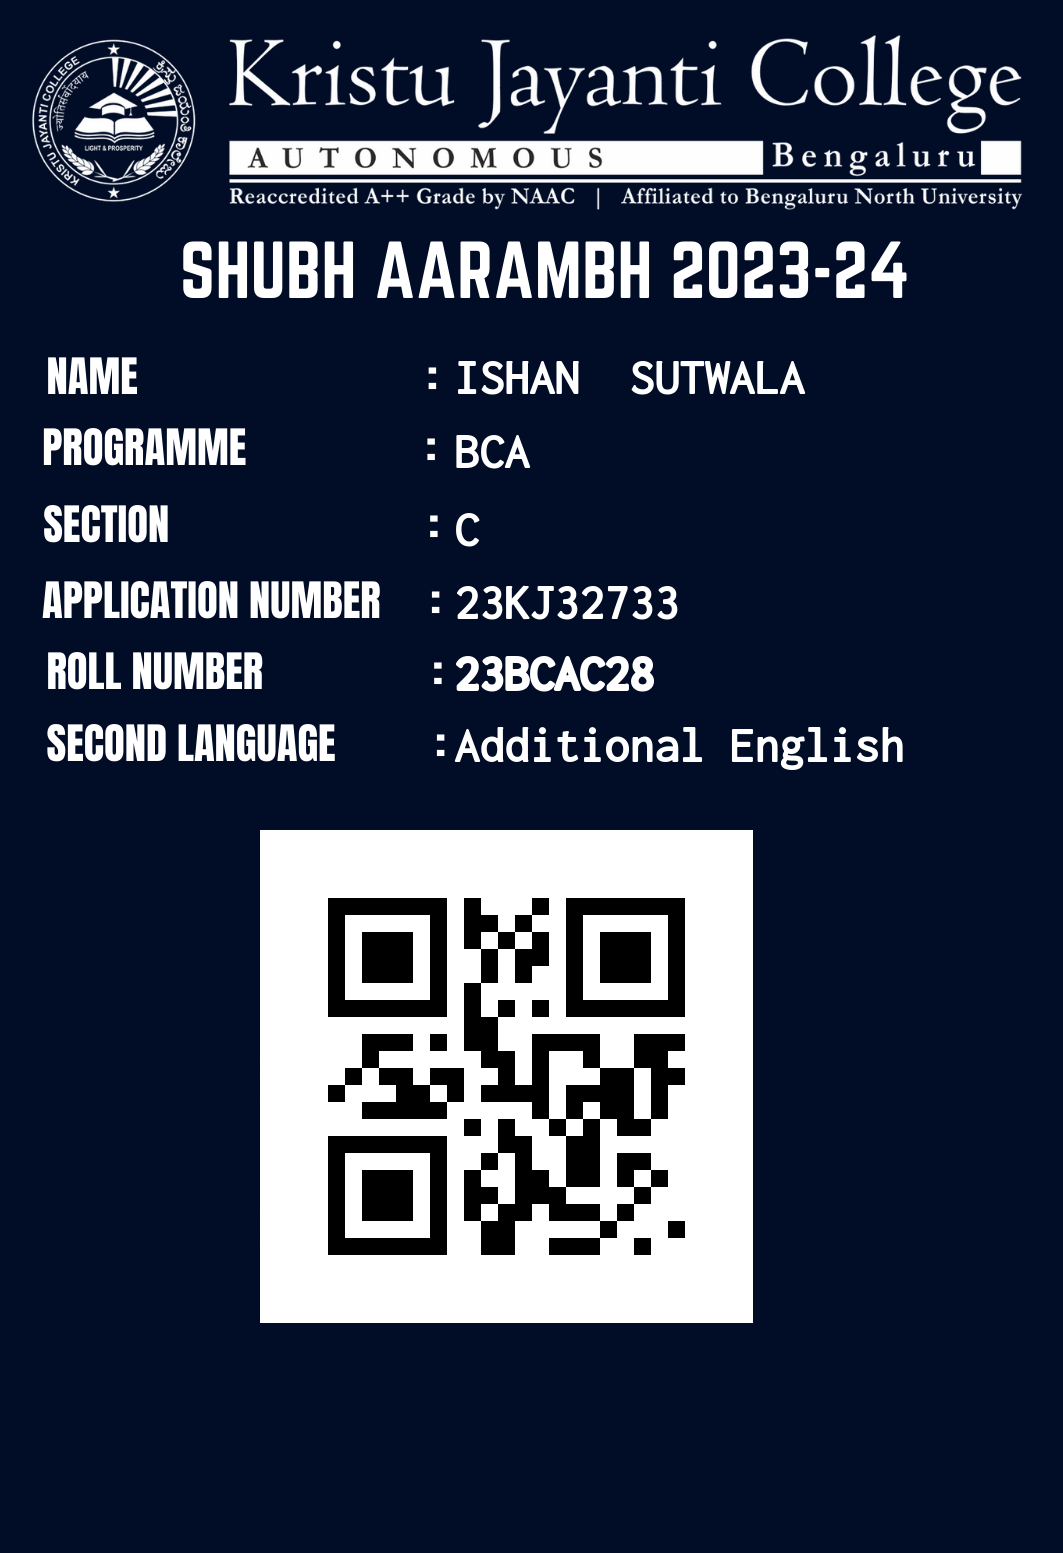 Kristu Jayanti College
AUTONOMOUS Bengaluru
Reaccredited A++ Grade by NAAC | Affiliated to Bengaluru North University
KRISTU JAYANTI COLLEGE
LIGHT & PROSPERITY
SHUBH AARAMBH 2023-24
NAME : ISHAN SUTWALA
PROGRAMME : BCA
SECTION : C
APPLICATION NUMBER : 23KJ32733
ROLL NUMBER : 23BCAC28
SECOND LANGUAGE :Additional English